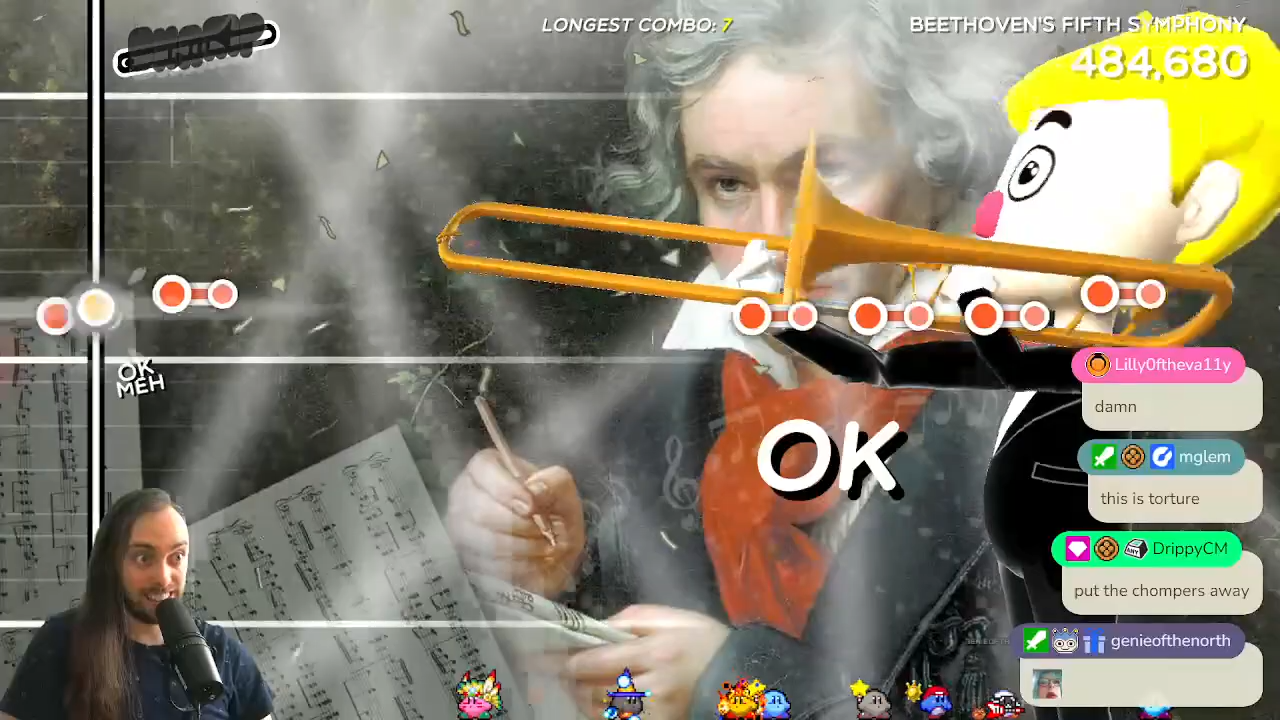 LONGEST COMBO: 7
BEETHOVEN'S FIFTH SYMPHONY
484,680
OK
MEH
OK
Lilly0ftheva11y
damn
mglem
this is torture
DrippyCM
put the chompers away
genieofthenorth